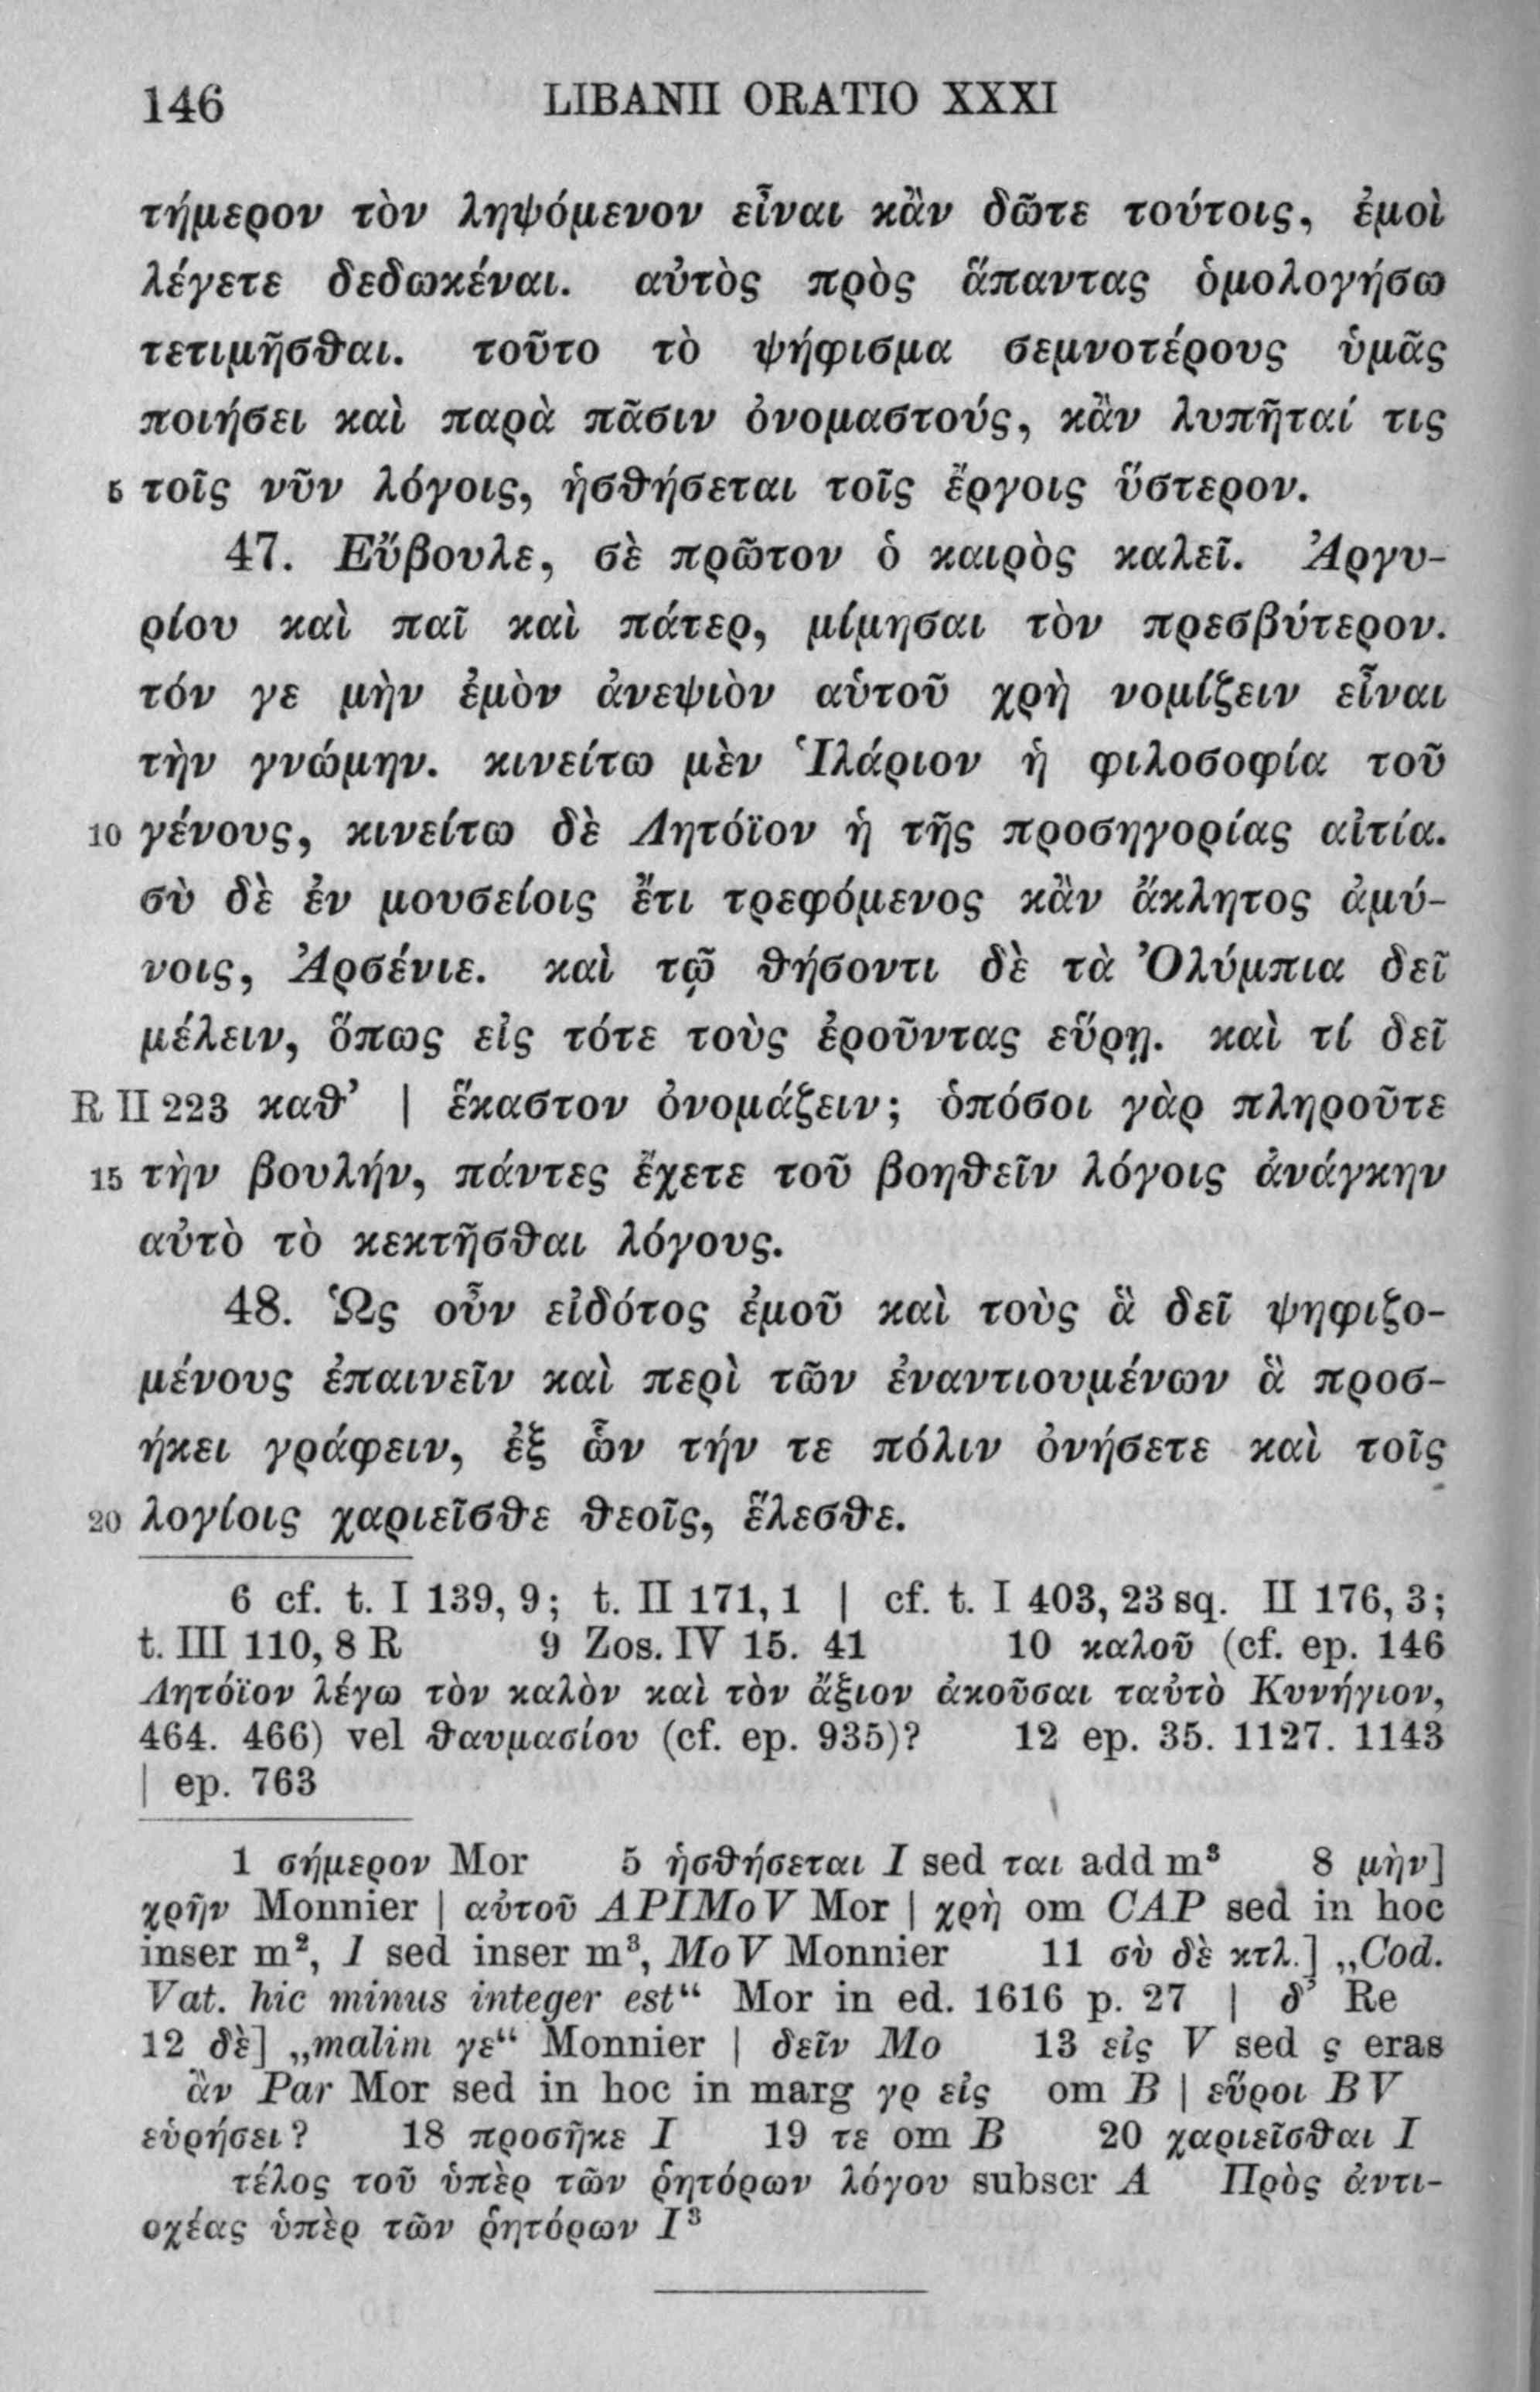 146 LIBANII ORATIO XXXI
τήμερον τὸν ληψόμενον εἶναι κἂν δῶτε τούτοις, ἐμοὶ
λέγετε δεδωκέναι. αὐτὸς πρὸς ἅπαντας ὁμολογήσω
τετιμῆσθαι. τοῦτο τὸ ψήφισμα σεμνοτέρους ὑμᾶς
ποιήσει καὶ παρὰ πᾶσιν ὀνομαστούς, κἂν λυπῆταί τις
5 τοῖς νῦν λόγοις, ἡσθήσεται τοῖς ἔργοις ὕστερον.
47. Εὔβουλε, σὲ πρῶτον ὁ καιρὸς καλεῖ. Ἀργυ-
ρίου καὶ παῖ καὶ πάτερ, μίμησαι τὸν πρεσβύτερον.
τόν γε μὴν ἐμὸν ἀνεψιὸν αὑτοῦ χρὴ νομίζειν εἶναι
τὴν γνώμην. κινείτω μὲν Ἱλάριον ἡ φιλοσοφία τοῦ
10 γένους, κινείτω δὲ Λητόϊον ἡ τῆς προσηγορίας αἰτία.
σὺ δὲ ἐν μουσείοις ἔτι τρεφόμενος κἂν ἄκλητος ἀμύ-
νοις, Ἀρσένιε. καὶ τῷ θήσοντι δὲ τὰ Ὀλύμπια δεῖ
μέλειν, ὅπως εἰς τότε τοὺς ἐροῦντας εὕρῃ. καὶ τί δεῖ
R II 223 καθ’ | ἕκαστον ὀνομάζειν; ὁπόσοι γὰρ πληροῦτε
15 τὴν βουλήν, πάντες ἔχετε τοῦ βοηθεῖν λόγοις ἀνάγκην
αὐτὸ τὸ κεκτῆσθαι λόγους.
48. Ὡς οὖν εἰδότος ἐμοῦ καὶ τοὺς ἃ δεῖ ψηφιζο-
μένους ἐπαινεῖν καὶ περὶ τῶν ἐναντιουμένων ἃ προσ-
ήκει γράφειν, ἐξ ὧν τήν τε πόλιν ὀνήσετε καὶ τοῖς
20 λογίοις χαριεῖσθε θεοῖς, ἕλεσθε.
6 cf. t. I 139, 9; t. II 171, 1 | cf. t. I 403, 23 sq. II 176, 3;
t. III 110, 8 R 9 Zos. IV 15. 41 10 καλοῦ (cf. ep. 146
Λητόϊον λέγω τὸν καλὸν καὶ τὸν ἄξιον ἀκοῦσαι ταὐτὸ Κυνήγιον,
464. 466) vel θαυμασίου (cf. ep. 935)? 12 ep. 35. 1127. 1143
| ep. 763
1 σήμερον Mor 5 ἡσθήσεται I sed ται add m³ 8 μὴν]
χρῆν Monnier | αὐτοῦ APIMoV Mor | χρὴ om CAP sed in hoc
inser m², I sed inser m³, MoV Monnier 11 σὺ δὲ κτλ.] „Cod.
Vat. hic minus integer est“ Mor in ed. 1616 p. 27 | δ’ Re
12 δὲ] „malim γε“ Monnier | δεῖν Mo 13 εἰς V sed ς eras
ἂν Par Mor sed in hoc in marg γρ εἰς om B | εὕροι BV
εὑρήσει? 18 προσῆκε I 19 τε om B 20 χαριεῖσθαι I
τέλος τοῦ ὑπὲρ τῶν ῥητόρων λόγου subscr A Πρὸς ἀντι-
οχέας ὑπὲρ τῶν ῥητόρων I³